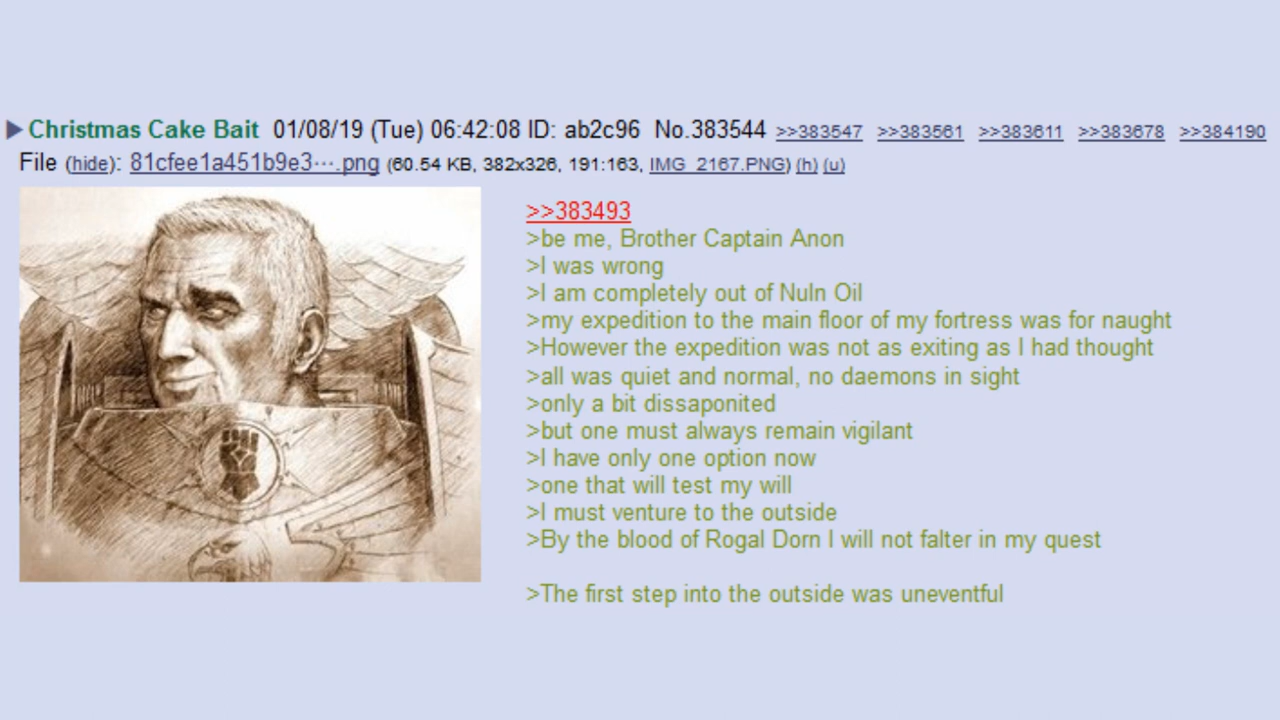 ▶ Christmas Cake Bait 01/08/19 (Tue) 06:42:08 ID: ab2c96 No.383544 >>383547 >>383561 >>383611 >>383678 >>384190
File (hide): 81cfee1a451b9e3···.png (60.54 KB, 382x326, 191:163, IMG_2167.PNG) (h) (u)
>>383493
>be me, Brother Captain Anon
>I was wrong
>I am completely out of Nuln Oil
>my expedition to the main floor of my fortress was for naught
>However the expedition was not as exiting as I had thought
>all was quiet and normal, no daemons in sight
>only a bit dissaponited
>but one must always remain vigilant
>I have only one option now
>one that will test my will
>I must venture to the outside
>By the blood of Rogal Dorn I will not falter in my quest
>The first step into the outside was uneventful